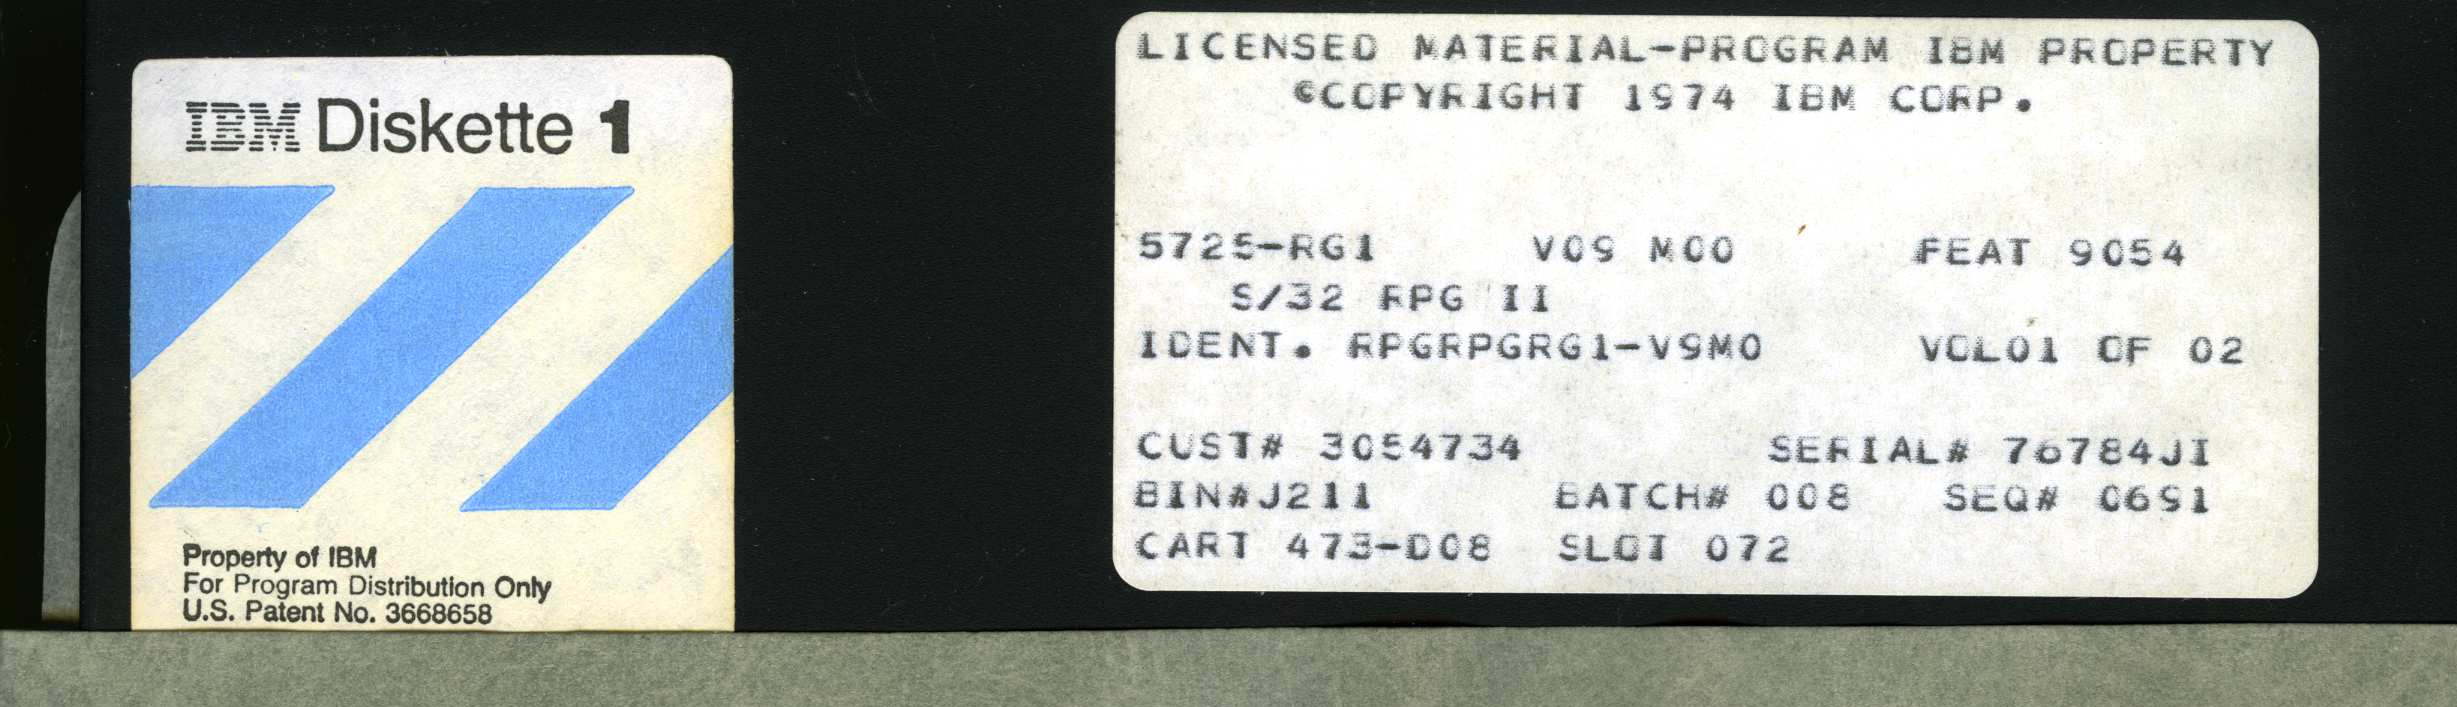 IBM Diskette 1
Property of IBM
For Program Distribution Only
U.S. Patent No. 3668658
LICENSED MATERIAL-PROGRAM IBM PROPERTY
©COPYRIGHT 1974 IBM CORP.
5725-RG1 V09 M00 FEAT 9054
S/32 RPG II
IDENT. RPGRPGRG1-V9M0 VOL01 OF 02
CUST# 3054734 SERIAL# 76784JI
BIN#J211 BATCH# 008 SEQ# 0691
CART 473-D08 SLOT 072